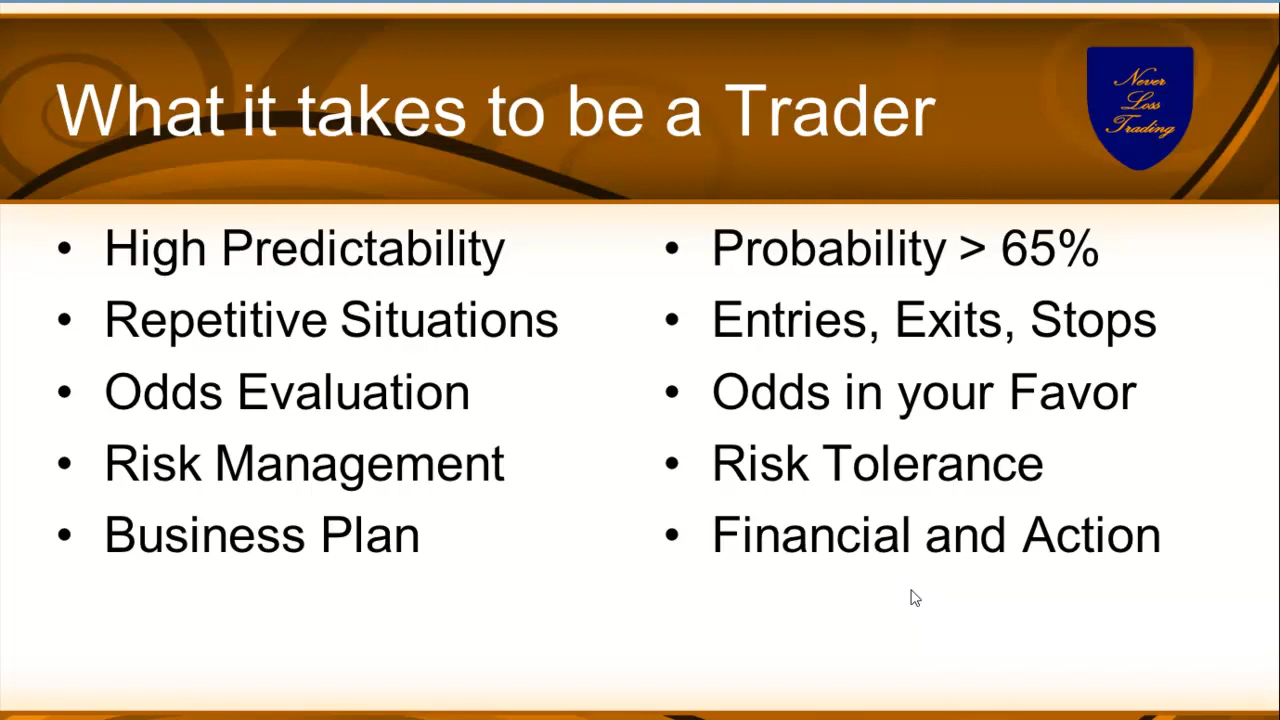 What it takes to be a Trader
Never
Loss
Trading
• High Predictability
• Repetitive Situations
• Odds Evaluation
• Risk Management
• Business Plan
• Probability > 65%
• Entries, Exits, Stops
• Odds in your Favor
• Risk Tolerance
• Financial and Action